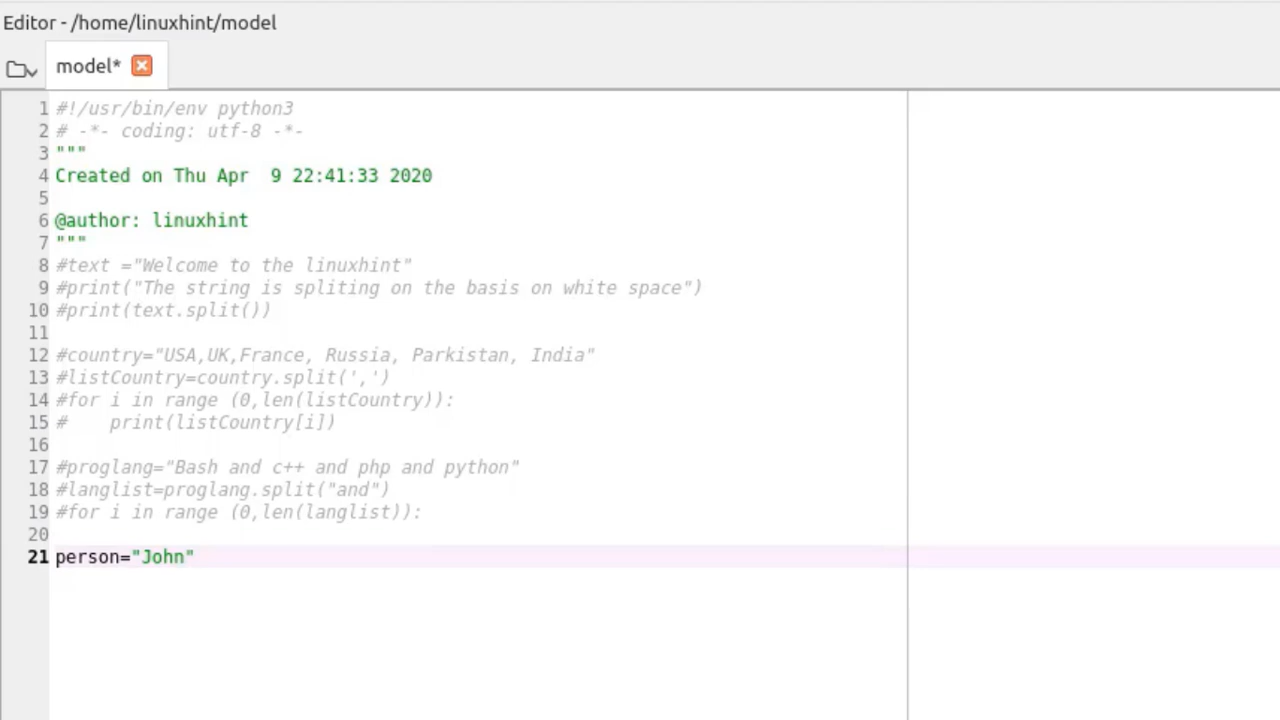 Editor - /home/linuxhint/model
model*
1 #!/usr/bin/env python3
2 # -*- coding: utf-8 -*-
3 """
4 Created on Thu Apr  9 22:41:33 2020
5
6 @author: linuxhint
7 """
8 #text ="Welcome to the linuxhint"
9 #print("The string is spliting on the basis on white space")
10 #print(text.split())
11
12 #country="USA,UK,France, Russia, Parkistan, India"
13 #listCountry=country.split(',')
14 #for i in range (0,len(listCountry)):
15 #    print(listCountry[i])
16
17 #proglang="Bash and c++ and php and python"
18 #langlist=proglang.split("and")
19 #for i in range (0,len(langlist)):
20
21 person="John"